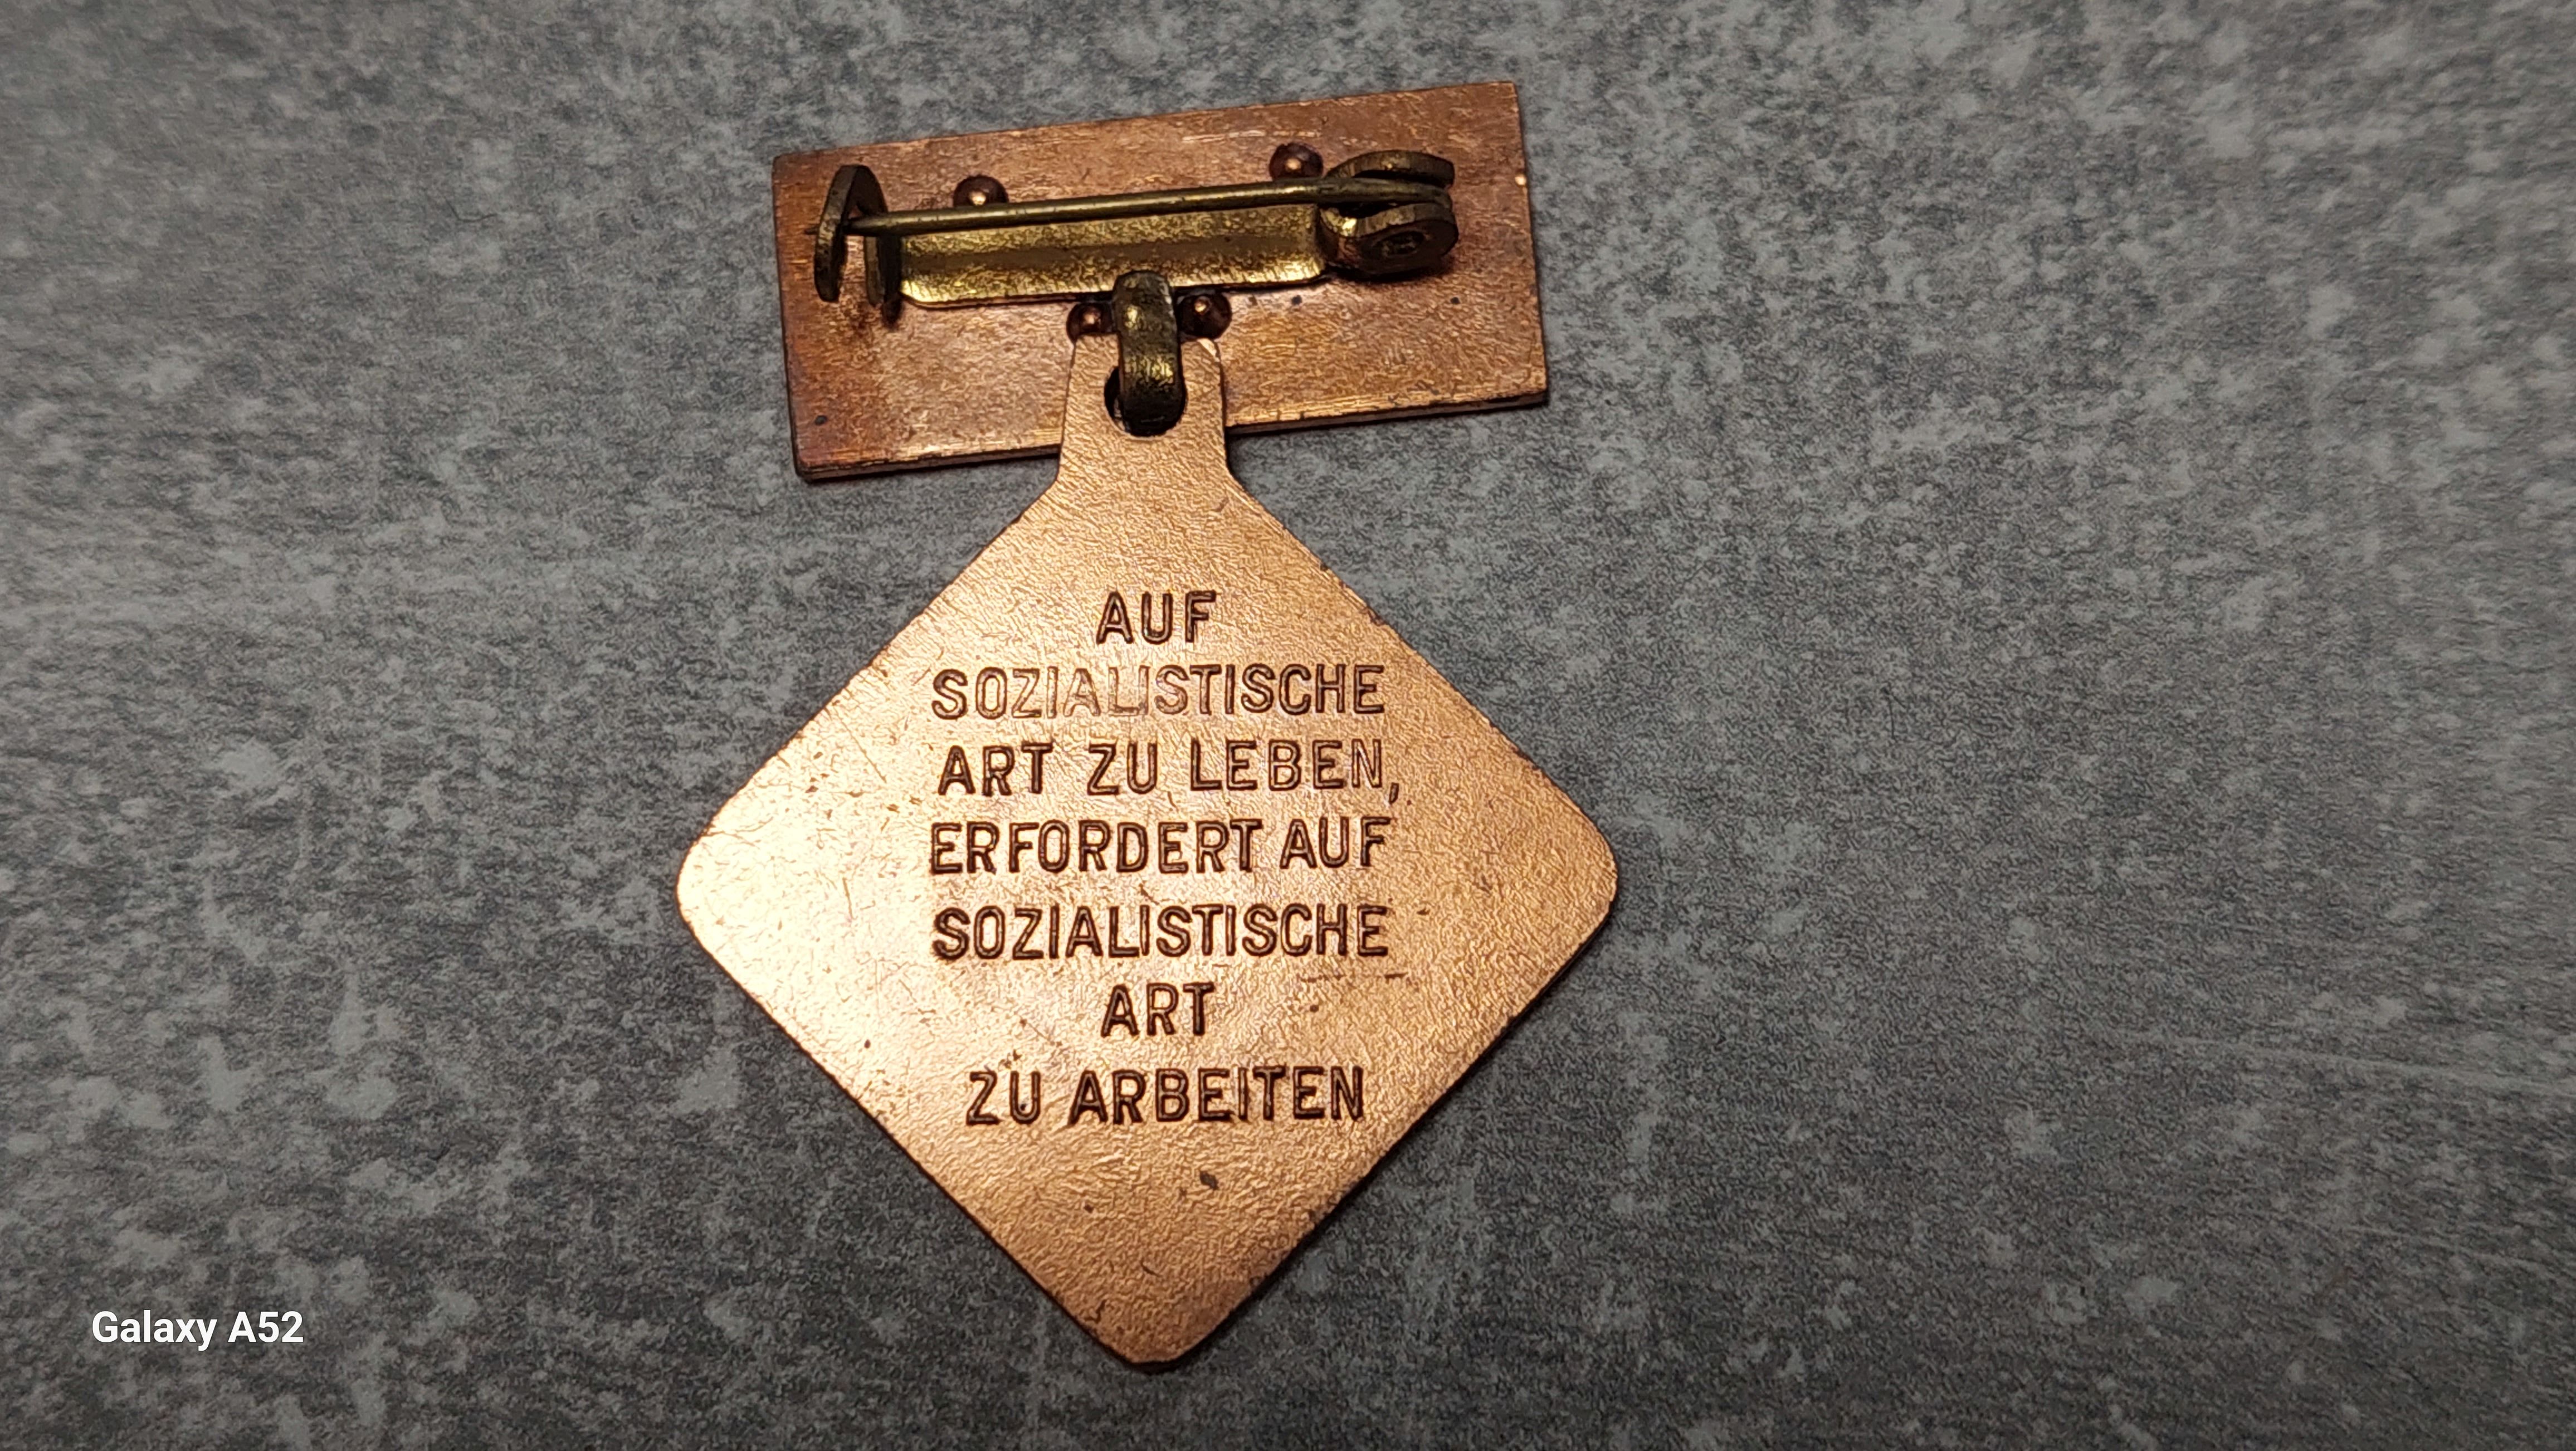 AUF
SOZIALISTISCHE
ART ZU LEBEN,
ERFORDERT AUF
SOZIALISTISCHE
ART
ZU ARBEITEN
Galaxy A52